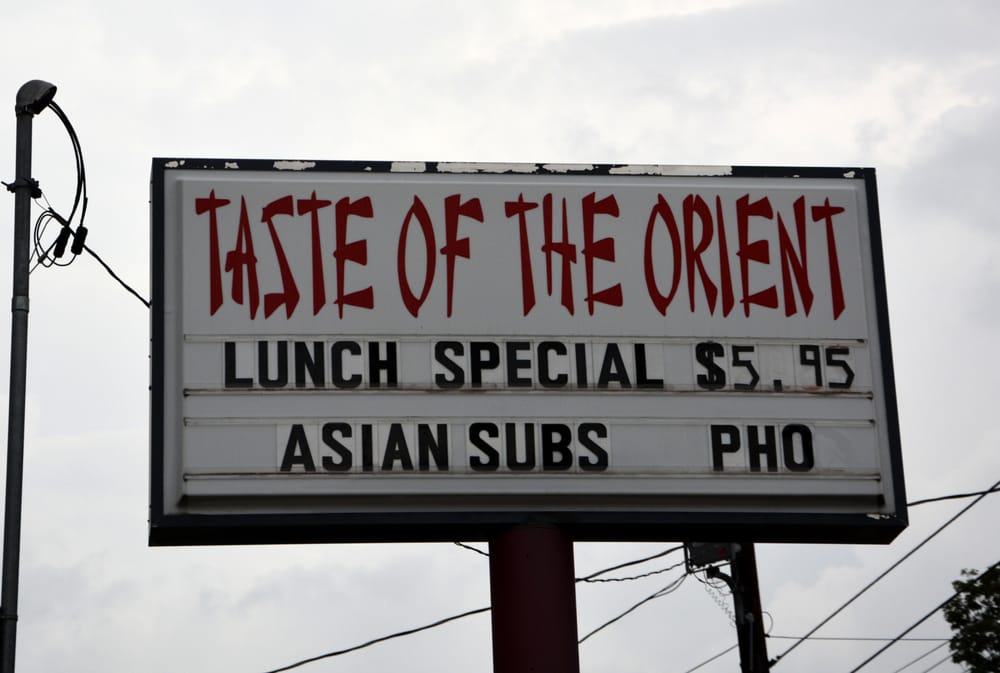 TASTE OF THE ORIENT
LUNCH SPECIAL $5.95
ASIAN SUBS PHO